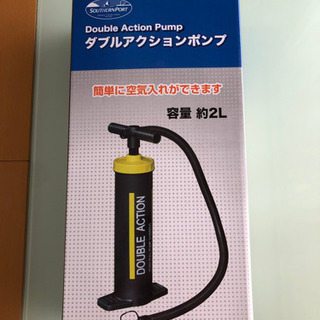 SOUTHERNPORT
Double Action Pump
ダブルアクションポンプ
簡単に空気入れができます
容量 約2L
DOUBLE ACTION